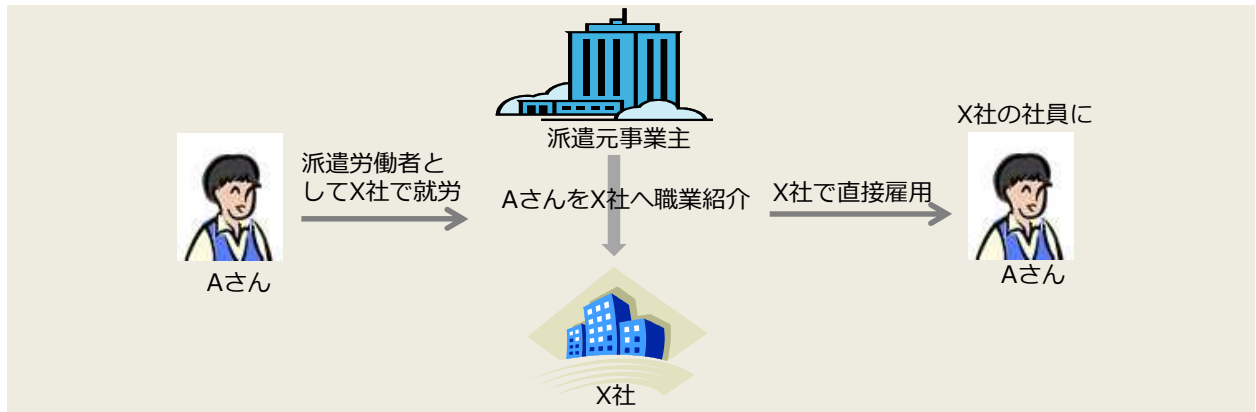 派遣元事業主
X社の社員に
派遣労働者と
してX社で就労
AさんをX社へ職業紹介
X社で直接雇用
Aさん
Aさん
X社